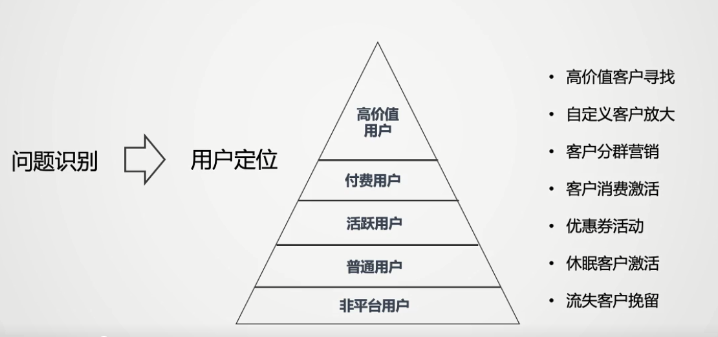 问题识别
用户定位
高价值
用户
付费用户
活跃用户
普通用户
非平台用户
• 高价值客户寻找
• 自定义客户放大
• 客户分群营销
• 客户消费激活
• 优惠券活动
• 休眠客户激活
• 流失客户挽留